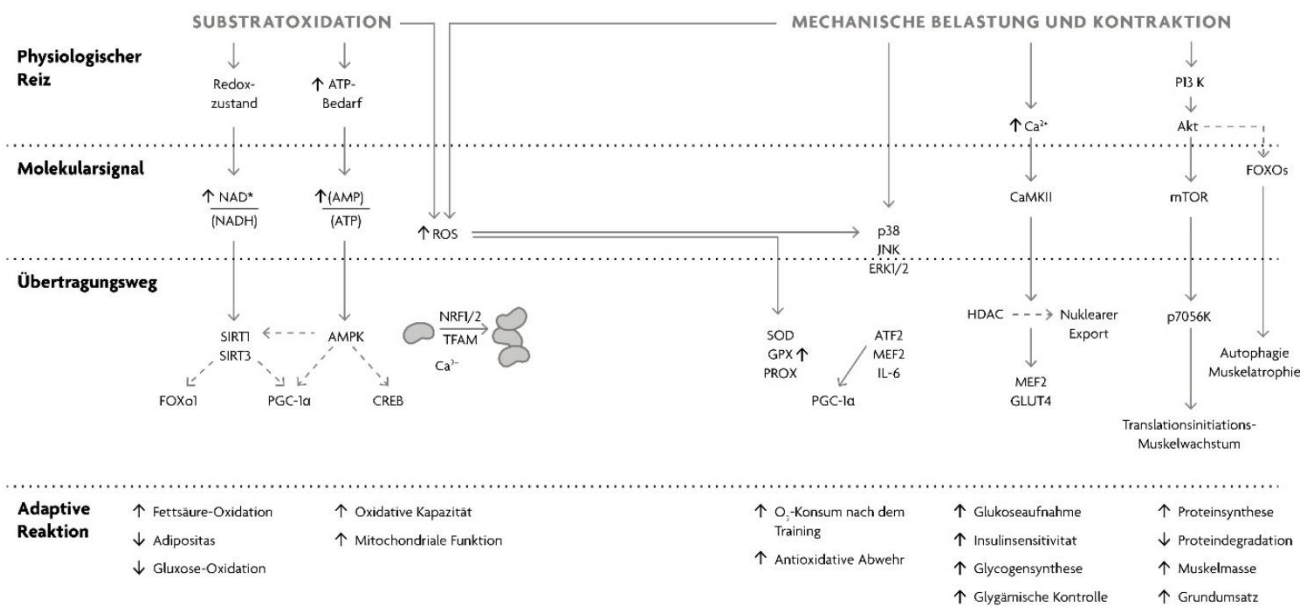 SUBSTRATOXIDATION
MECHANISCHE BELASTUNG UND KONTRAKTION
Physiologischer
Reiz
Redox-
zustand
↑ ATP-
Bedarf
↑ Ca²⁺
PI3 K
Akt
Molekularsignal
↑ NAD*
(NADH)
↑ (AMP)
(ATP)
↑ ROS
p38
JNK
ERK1/2
CaMKII
mTOR
FOXOs
Übertragungsweg
SIRT1
SIRT3
AMPK
FOXo1
PGC-1α
CREB
NRF1/2
TFAM
Ca²⁻
SOD
GPX ↑
PROX
ATF2
MEF2
IL-6
PGC-1α
HDAC
Nuklearer
Export
MEF2
GLUT4
p7056K
Translationsinitiations-
Muskelwachstum
Autophagie
Muskelatrophie
Adaptive
Reaktion
↑ Fettsäure-Oxidation
↓ Adipositas
↓ Gluxose-Oxidation
↑ Oxidative Kapazität
↑ Mitochondriale Funktion
↑ O₂-Konsum nach dem
Training
↑ Antioxidative Abwehr
↑ Glukoseaufnahme
↑ Insulinsensitivitat
↑ Glycogensynthese
↑ Glygämische Kontrolle
↑ Proteinsynthese
↓ Proteindegradation
↑ Muskelmasse
↑ Grundumsatz